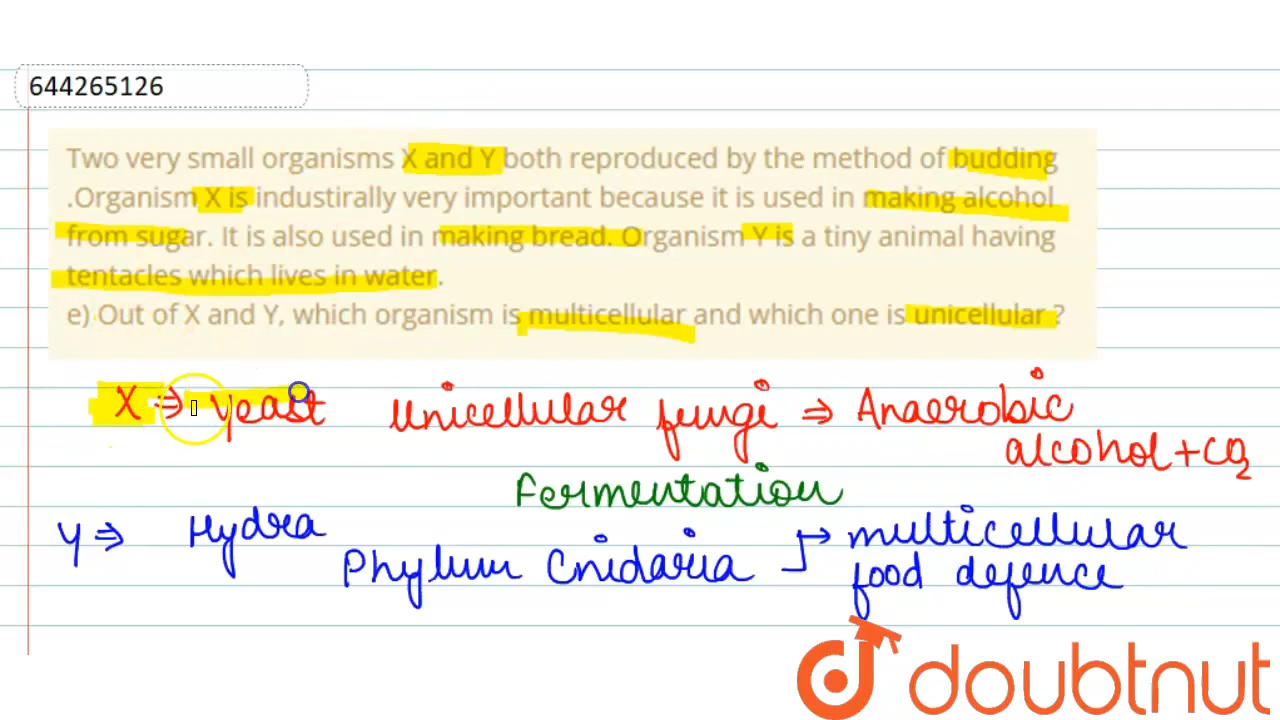 644265126
Two very small organisms X and Y both reproduced by the method of budding
.Organism X is industirally very important because it is used in making alcohol
from sugar. It is also used in making bread. Organism Y is a tiny animal having
tentacles which lives in water.
e) Out of X and Y, which organism is multicellular and which one is unicellular ?
X ⇒ yeast unicellular fungi ⇒ Anaerobic
alcohol + CO2
Fermentation
Y ⇒ Hydra
Phylum Cnidaria → multicellular
food defence
doubtnut